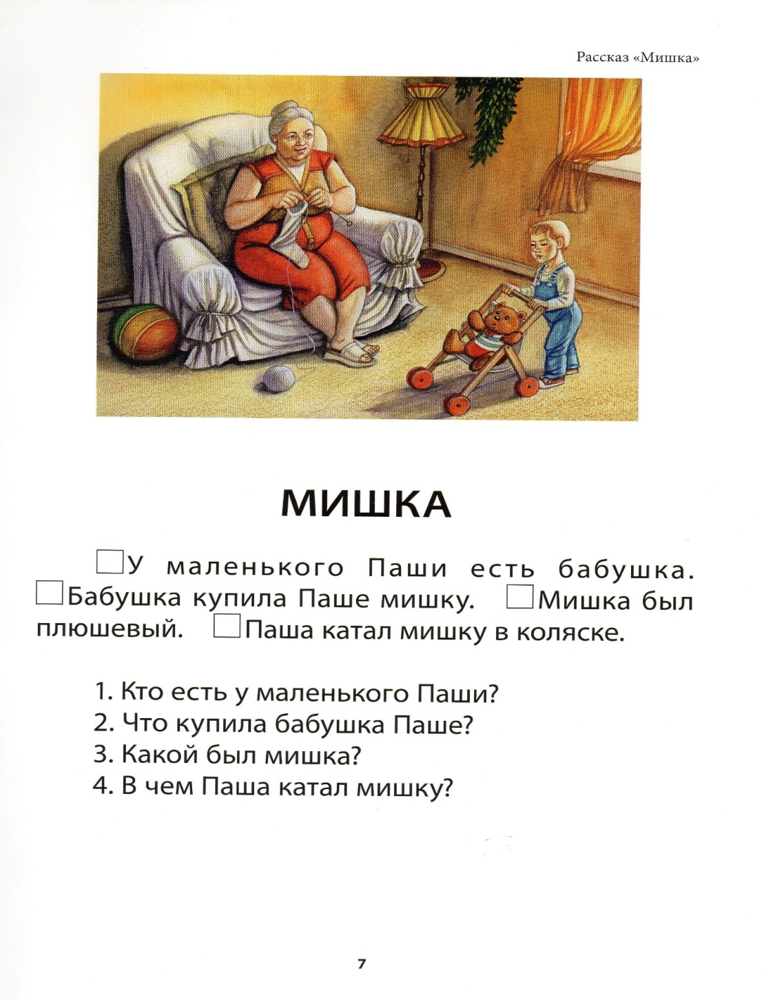 Рассказ «Мишка»
МИШКА
У маленького Паши есть бабушка.
Бабушка купила Паше мишку. Мишка был
плюшевый. Паша катал мишку в коляске.
1. Кто есть у маленького Паши?
2. Что купила бабушка Паше?
3. Какой был мишка?
4. В чем Паша катал мишку?
7